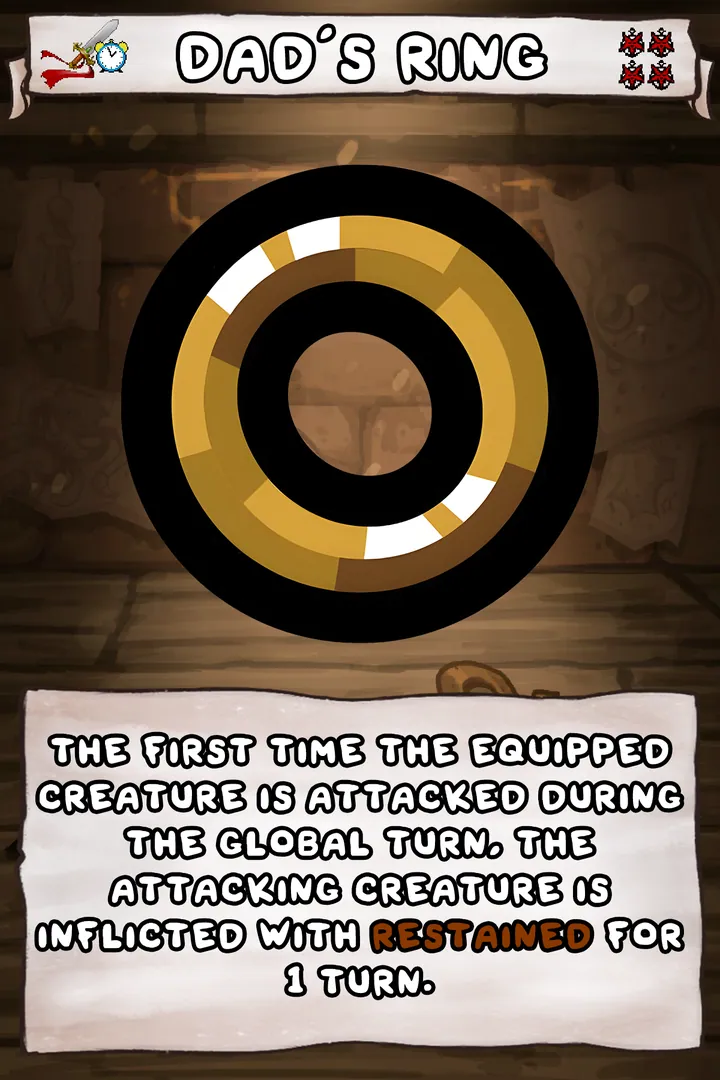 DAD'S RING
THE FIRST TIME THE EQUIPPED
CREATURE IS ATTACKED DURING
THE GLOBAL TURN, THE
ATTACKING CREATURE IS
INFLICTED WITH RESTAINED FOR
1 TURN.